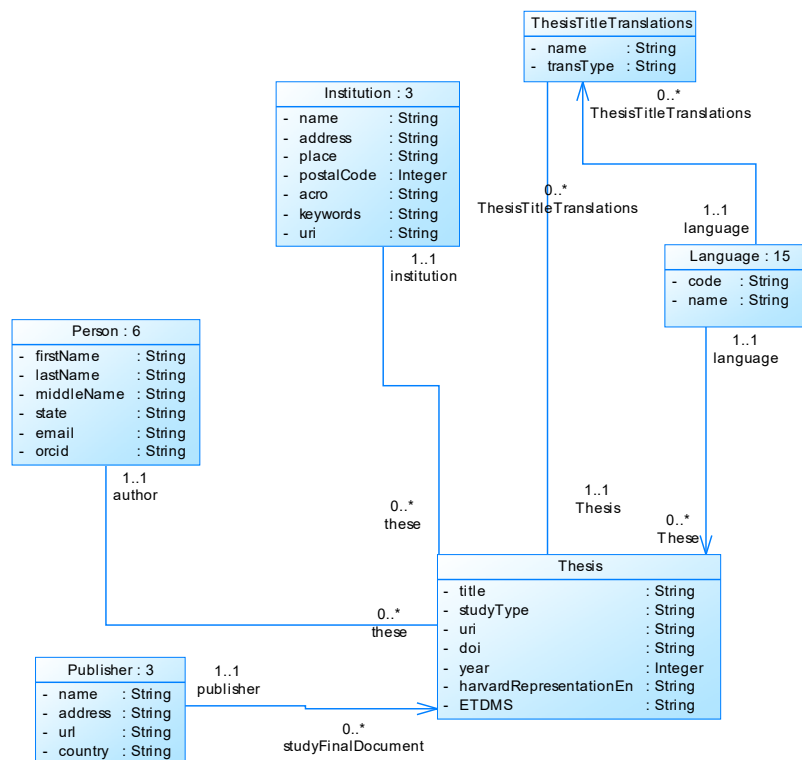 ThesisTitleTranslations
- name : String
- transType : String
0..*
ThesisTitleTranslations
Institution : 3
- name : String
- address : String
- place : String
- postalCode : Integer
- acro : String
- keywords : String
- uri : String
0..*
ThesisTitleTranslations
1..1
language
Language : 15
- code : String
- name : String
1..1
institution
1..1
language
Person : 6
- firstName : String
- lastName : String
- middleName : String
- state : String
- email : String
- orcid : String
1..1
author
0..*
these
1..1
Thesis
0..*
These
Thesis
- title : String
- studyType : String
- uri : String
- doi : String
- year : Integer
- harvardRepresentationEn : String
- ETDMS : String
0..*
these
Publisher : 3
- name : String
- address : String
- url : String
- country : String
1..1
publisher
0..*
studyFinalDocument